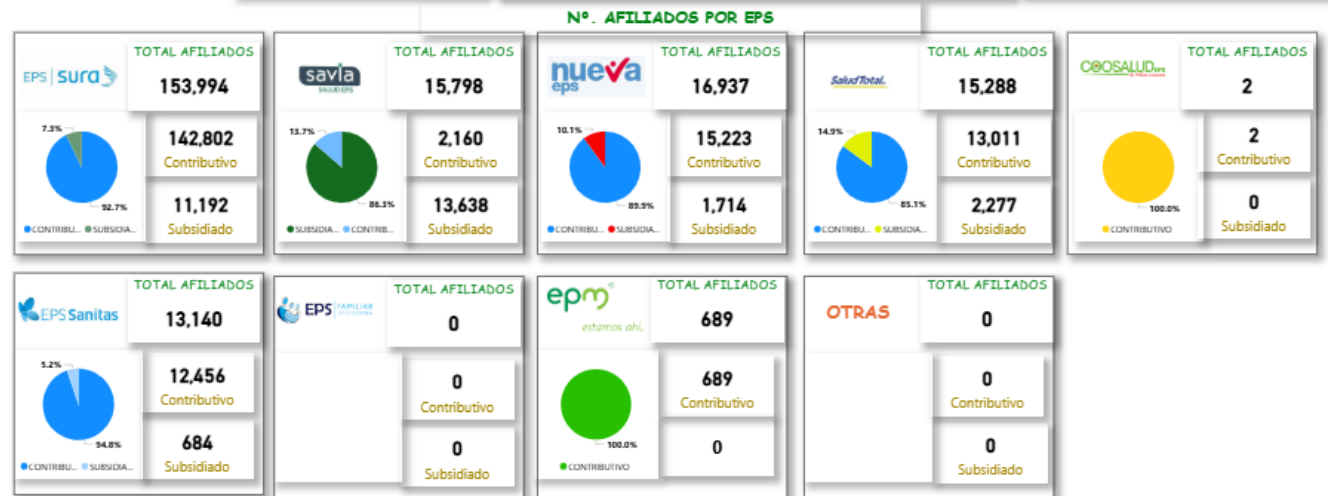 Nº. AFILIADOS POR EPS
EPS sura
TOTAL AFILIADOS
153,994
7.3%
92.7%
CONTRIBU... SUBSIDIA...
142,802
Contributivo
11,192
Subsidiado
savia
SALUD EPS
TOTAL AFILIADOS
15,798
13.7%
86.3%
SUBSIDIA... CONTRIB...
2,160
Contributivo
13,638
Subsidiado
nueva
eps
TOTAL AFILIADOS
16,937
10.1%
89.9%
CONTRIBU... SUBSIDIA...
15,223
Contributivo
1,714
Subsidiado
SaludTotal
TOTAL AFILIADOS
15,288
14.9%
85.1%
CONTRIBU... SUBSIDIA...
13,011
Contributivo
2,277
Subsidiado
COOSALUD EPS
TOTAL AFILIADOS
2
100.0%
CONTRIBUTIVO
2
Contributivo
0
Subsidiado
EPS Sanitas
TOTAL AFILIADOS
13,140
5.2%
94.8%
CONTRIBU... SUBSIDIA...
12,456
Contributivo
684
Subsidiado
EPS FAMILIAR
DE COLOMBIA
TOTAL AFILIADOS
0
0
Contributivo
0
Subsidiado
epm®
estamos ahí.
TOTAL AFILIADOS
689
100.0%
CONTRIBUTIVO
689
Contributivo
0
OTRAS
TOTAL AFILIADOS
0
0
Contributivo
0
Subsidiado